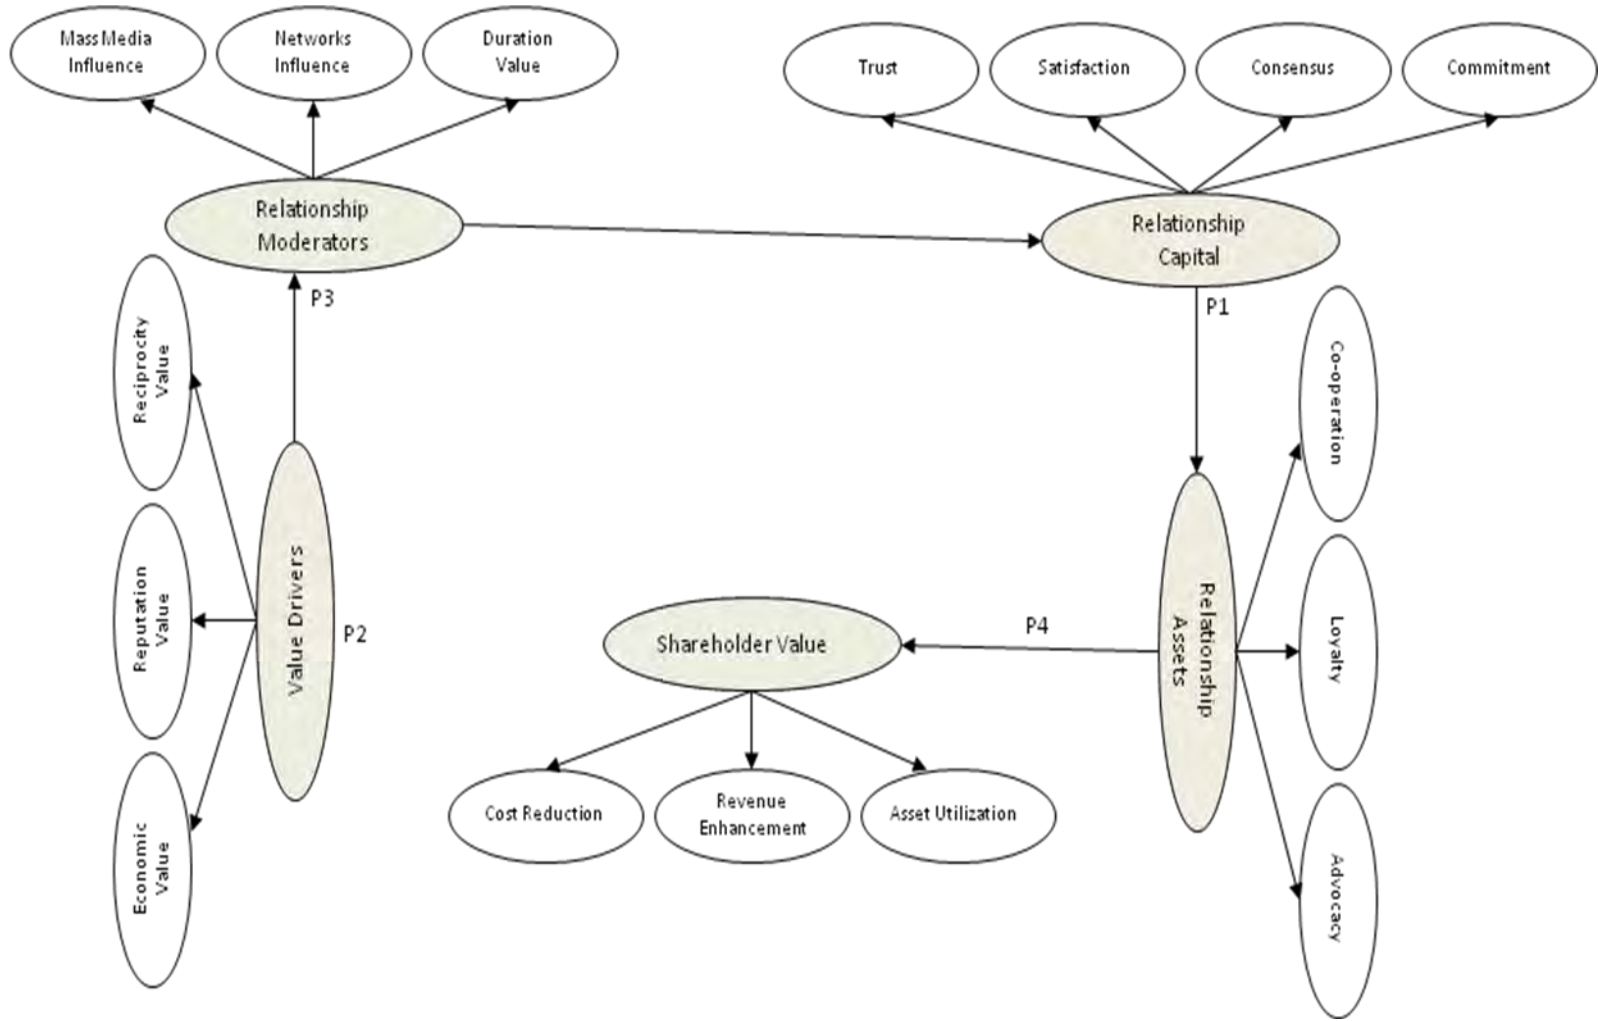 Mass Media
Influence
Networks
Influence
Duration
Value
Trust
Satisfaction
Consensus
Commitment
Relationship
Moderators
Relationship
Capital
P3
P1
Reciprocity
Value
Co-operation
Reputation
Value
Value Drivers
P2
Shareholder Value
P4
Relationship
Assets
Loyalty
Economic
Value
Cost Reduction
Revenue
Enhancement
Asset Utilization
Advocacy